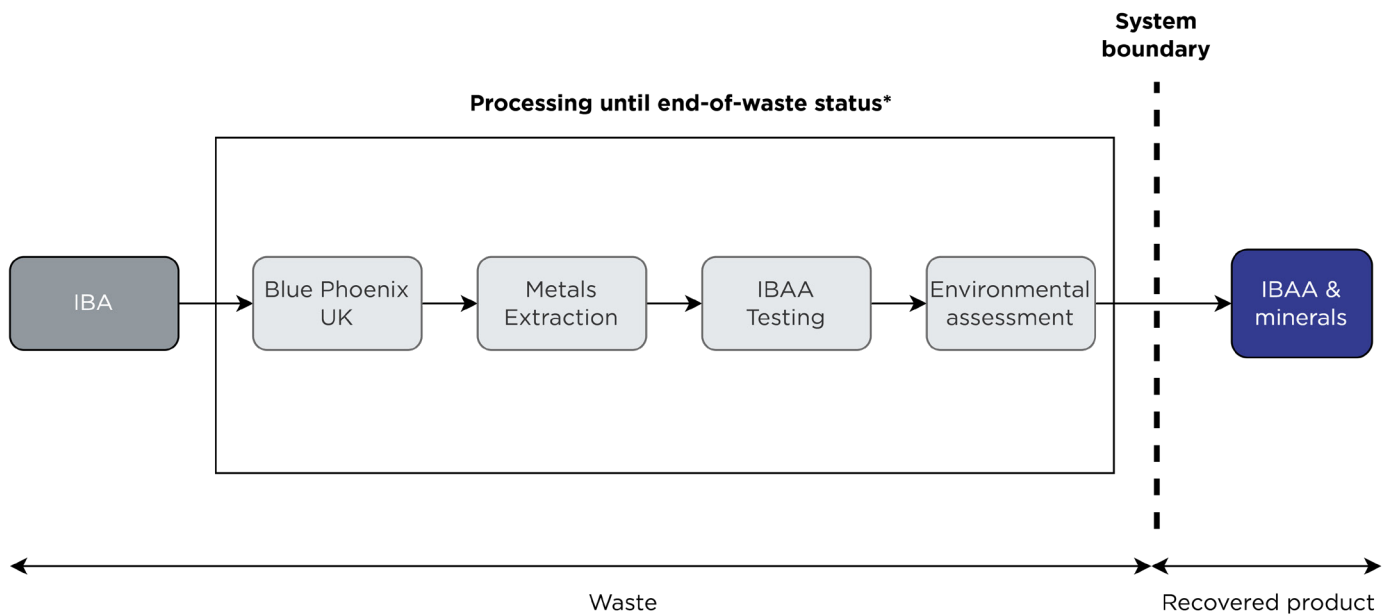 System
boundary
Processing until end-of-waste status*
IBA
Blue Phoenix
UK
Metals
Extraction
IBAA
Testing
Environmental
assessment
IBAA &
minerals
Waste
Recovered product